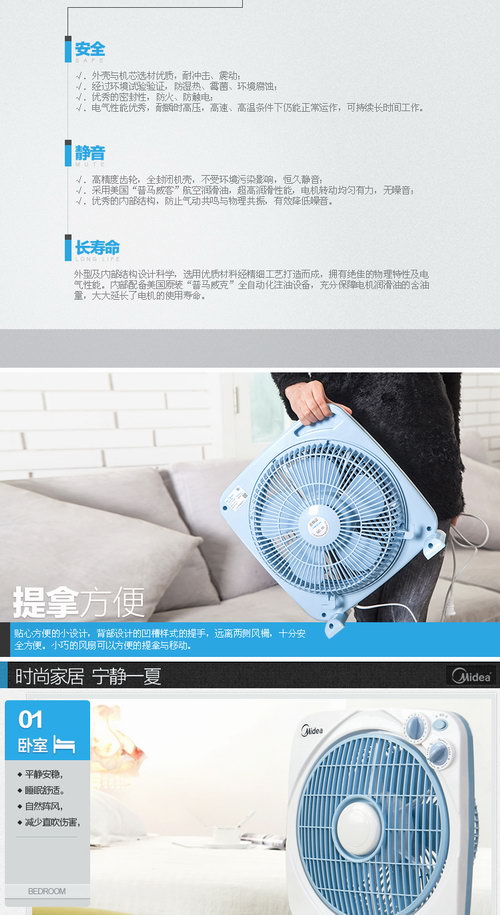 安全
SAFE
√．外壳与机芯选材优质，耐冲击、震动；
√．经过环境试验验证，防湿热、霉菌、环境腐蚀；
√．优秀的密封性，防火、防触电；
√．电气性能优秀，耐瞬时高压，高速、高温条件下仍能正常运作，可持续长时间工作。
静音
MUTE
√．高精度齿轮，全封闭机壳，不受环境污染影响，恒久静音；
√．采用美国“普马威客”航空润滑油，超高润滑性能，电机转动均匀有力，无噪音；
√．优秀的内部结构，防止气动共鸣与物理共振，有效降低噪音。
长寿命
LONG LIFE
外型及内部结构设计科学，选用优质材料经精细工艺打造而成，拥有绝佳的物理特性及电
气性能。内部配备美国原装“普马威克”全自动化注油设备，充分保障电机润滑油的含油
量，大大延长了电机的使用寿命。
提拿方便
贴心方便的小设计，背部设计的凹槽样式的提手，远离两侧风栅，十分安
全方便。小巧的风扇可以方便的提拿与移动。
时尚家居 宁静一夏
Midea
01
卧室
Midea
◆ 平静安稳，
◆ 睡眠舒适。
◆ 自然阵风，
◆ 减少直吹伤害，
BEDROOM